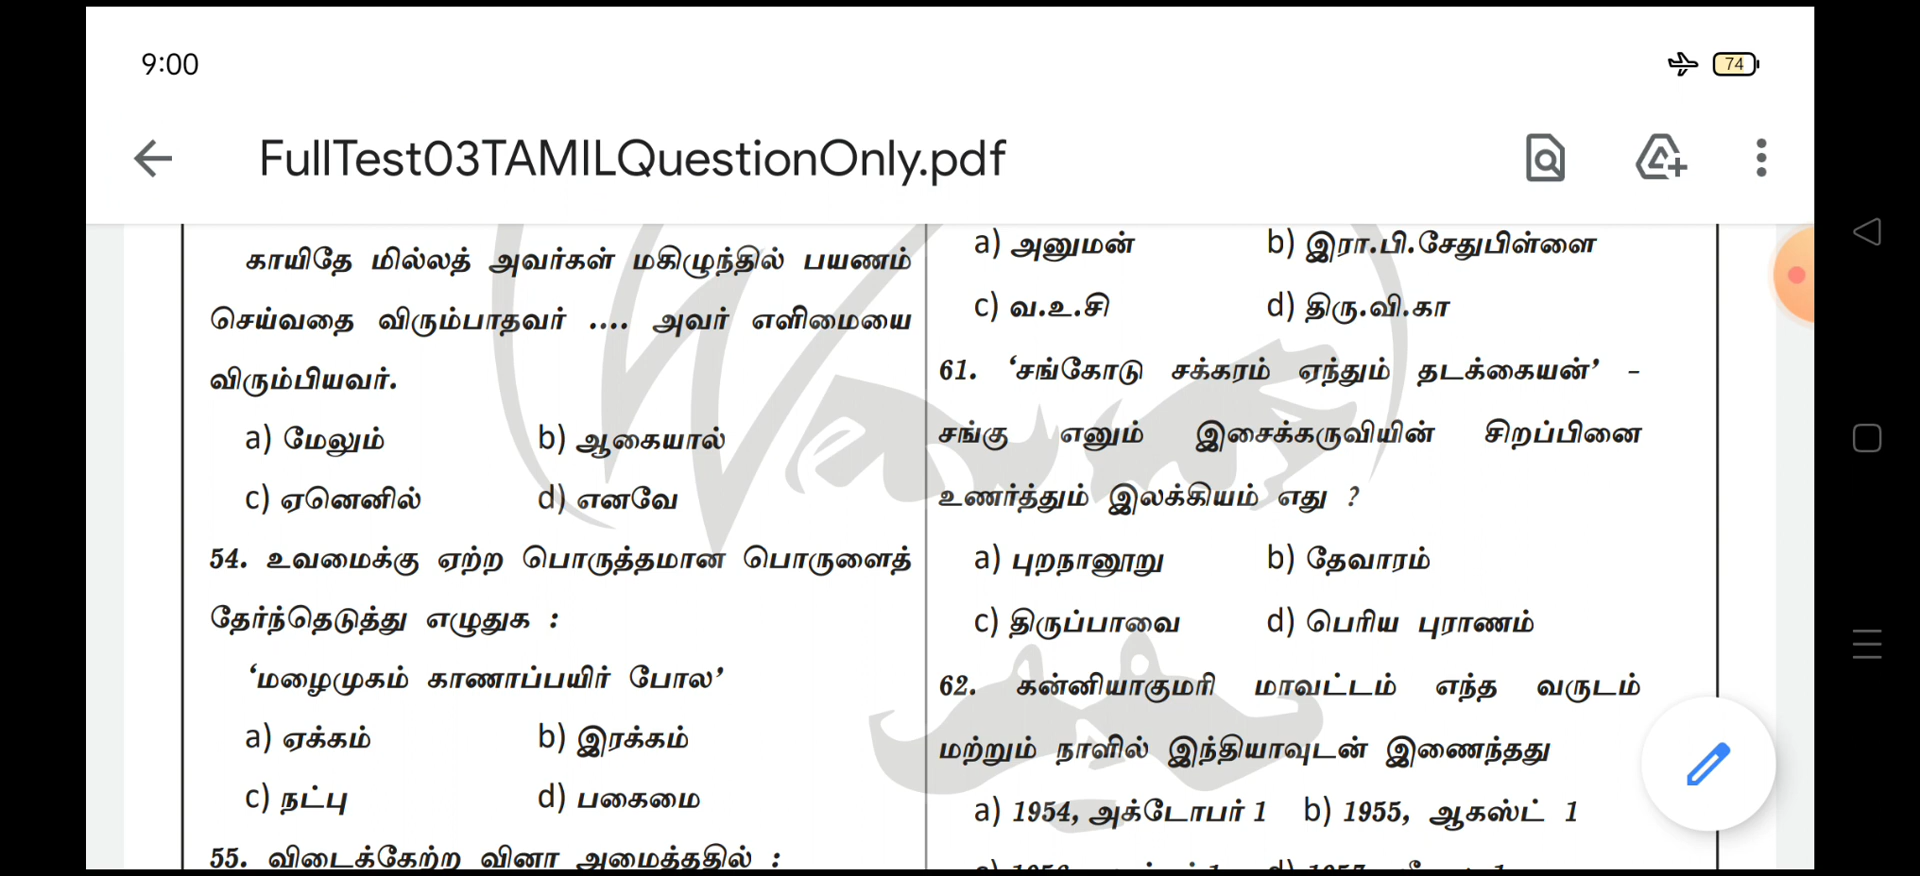 9:00
74
FullTest03TAMILQuestionOnly.pdf
காயிதே மில்லத் அவர்கள் மகிழுந்தில் பயணம்
செய்வதை விரும்பாதவர் .... அவர் எளிமையை
விரும்பியவர்.
a) மேலும் b) ஆகையால்
c) ஏனெனில் d) எனவே
54. உவமைக்கு ஏற்ற பொருத்தமான பொருளைத்
தேர்ந்தெடுத்து எழுதுக :
‘மழைமுகம் காணாப்பயிர் போல’
a) ஏக்கம் b) இரக்கம்
c) நட்பு d) பகைமை
55. விடைக்கேற்ற வினா அமைத்ததில் :
a) அனுமன் b) இரா.பி.சேதுபிள்ளை
c) வ.உ.சி d) திரு.வி.கா
61. ‘சங்கோடு சக்கரம் ஏந்தும் தடக்கையன்’ –
சங்கு எனும் இசைக்கருவியின் சிறப்பினை
உணர்த்தும் இலக்கியம் எது ?
a) புறநானூறு b) தேவாரம்
c) திருப்பாவை d) பெரிய புராணம்
62. கன்னியாகுமரி மாவட்டம் எந்த வருடம்
மற்றும் நாளில் இந்தியாவுடன் இணைந்தது
a) 1954, அக்டோபர் 1 b) 1955, ஆகஸ்ட் 1